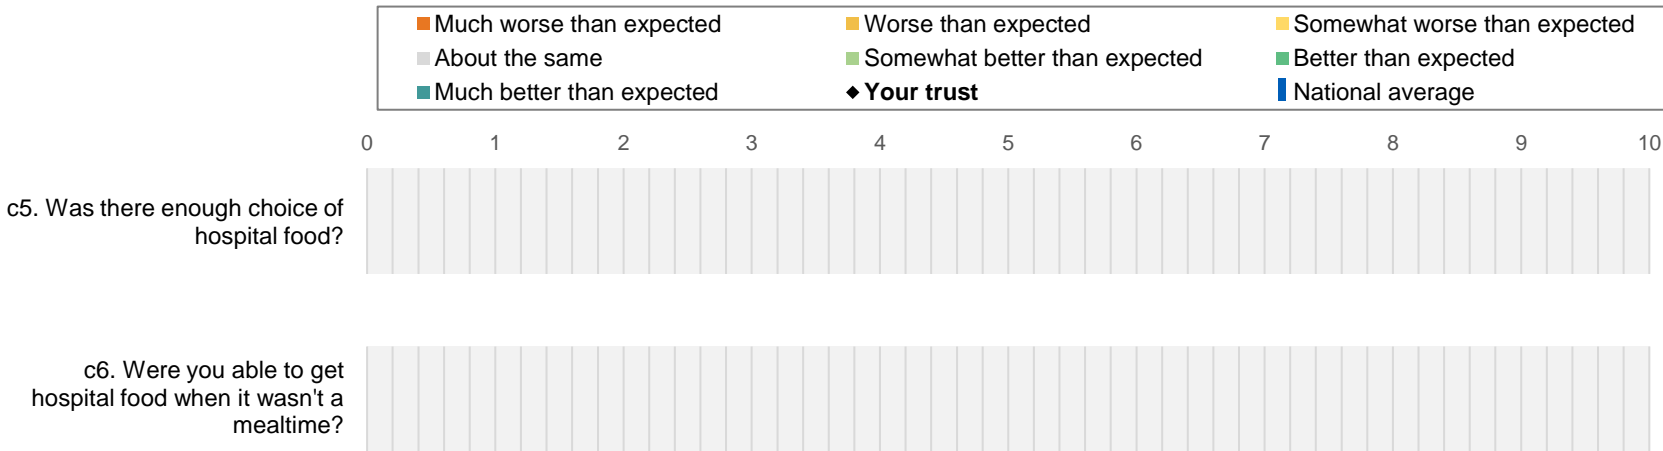 Much worse than expected
Worse than expected
Somewhat worse than expected
About the same
Somewhat better than expected
Better than expected
Much better than expected
Your trust
National average
0 1 2 3 4 5 6 7 8 9 10
c5. Was there enough choice of
hospital food?
c6. Were you able to get
hospital food when it wasn't a
mealtime?